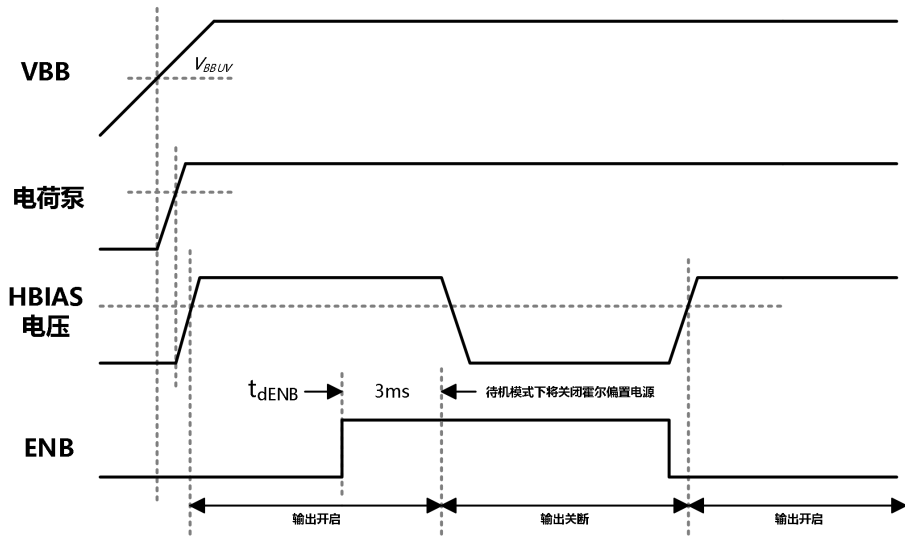 VBB
VBBUV
电荷泵
HBIAS
电压
tdENB
3ms
待机模式下将关闭霍尔偏置电源
ENB
输出开启
输出关断
输出开启